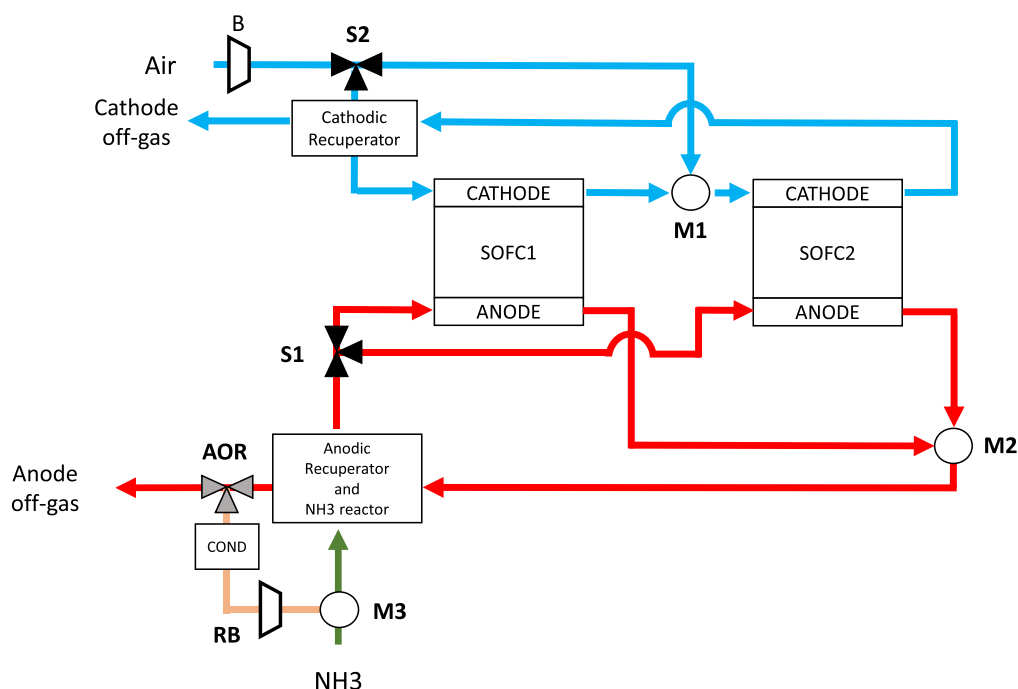 B
S2
Air
Cathode
off-gas
Cathodic
Recuperator
CATHODE
CATHODE
M1
SOFC1
SOFC2
ANODE
ANODE
S1
Anodic
Recuperator
and
NH3 reactor
AOR
M2
Anode
off-gas
COND
M3
RB
NH3